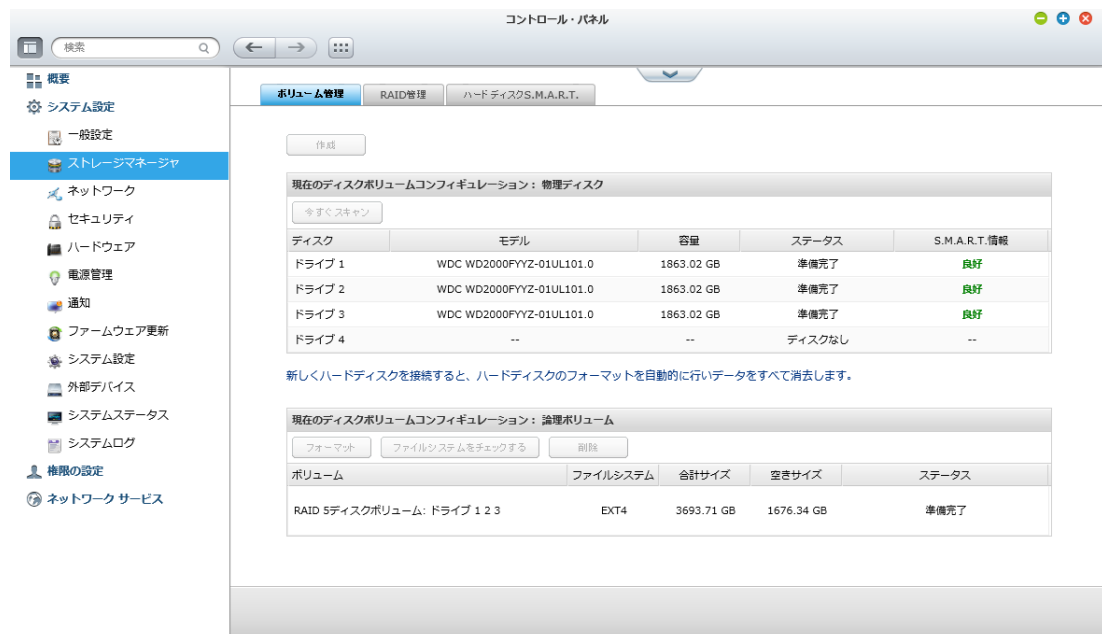 コントロール・パネル
検索
概要
システム設定
一般設定
ストレージマネージャ
ネットワーク
セキュリティ
ハードウェア
電源管理
通知
ファームウェア更新
システム設定
外部デバイス
システムステータス
システムログ
権限の設定
ネットワーク サービス
ボリューム管理 RAID管理 ハードディスクS.M.A.R.T.
作成
現在のディスクボリュームコンフィギュレーション： 物理ディスク
今すぐスキャン
ディスク モデル 容量 ステータス S.M.A.R.T.情報
ドライブ 1 WDC WD2000FYYZ-01UL101.0 1863.02 GB 準備完了 良好
ドライブ 2 WDC WD2000FYYZ-01UL101.0 1863.02 GB 準備完了 良好
ドライブ 3 WDC WD2000FYYZ-01UL101.0 1863.02 GB 準備完了 良好
ドライブ 4 -- -- ディスクなし --
新しくハードディスクを接続すると、ハードディスクのフォーマットを自動的に行いデータをすべて消去します。
現在のディスクボリュームコンフィギュレーション： 論理ボリューム
フォーマット ファイルシステムをチェックする 削除
ボリューム ファイルシステム 合計サイズ 空きサイズ ステータス
RAID 5ディスクボリューム: ドライブ 1 2 3 EXT4 3693.71 GB 1676.34 GB 準備完了